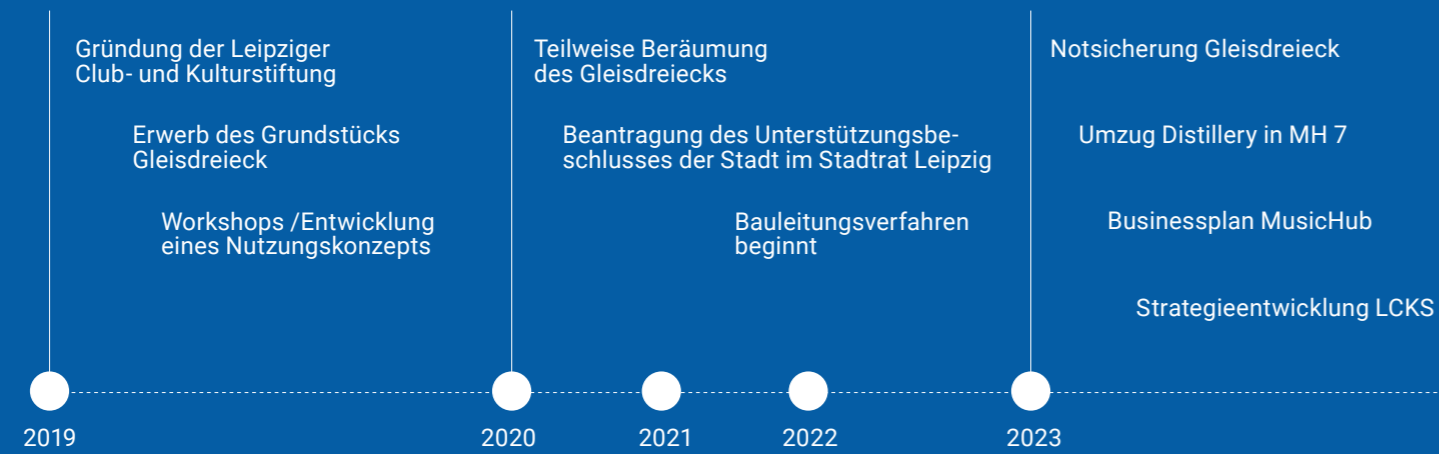 Gründung der Leipziger
Club- und Kulturstiftung
Erwerb des Grundstücks
Gleisdreieck
Workshops /Entwicklung
eines Nutzungskonzepts
Teilweise Beräumung
des Gleisdreiecks
Beantragung des Unterstützungsbe-
schlusses der Stadt im Stadtrat Leipzig
Bauleitungsverfahren
beginnt
Notsicherung Gleisdreieck
Umzug Distillery in MH 7
Businessplan MusicHub
Strategieentwicklung LCKS
2019
2020
2021
2022
2023